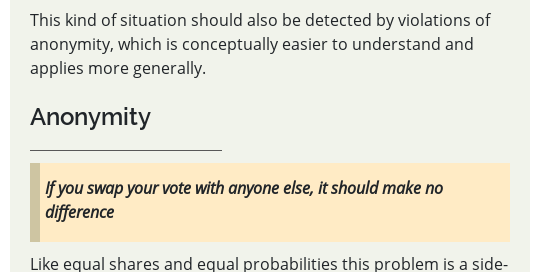 This kind of situation should also be detected by violations of
anonymity, which is conceptually easier to understand and
applies more generally.
Anonymity
If you swap your vote with anyone else, it should make no
difference
Like equal shares and equal probabilities this problem is a side-